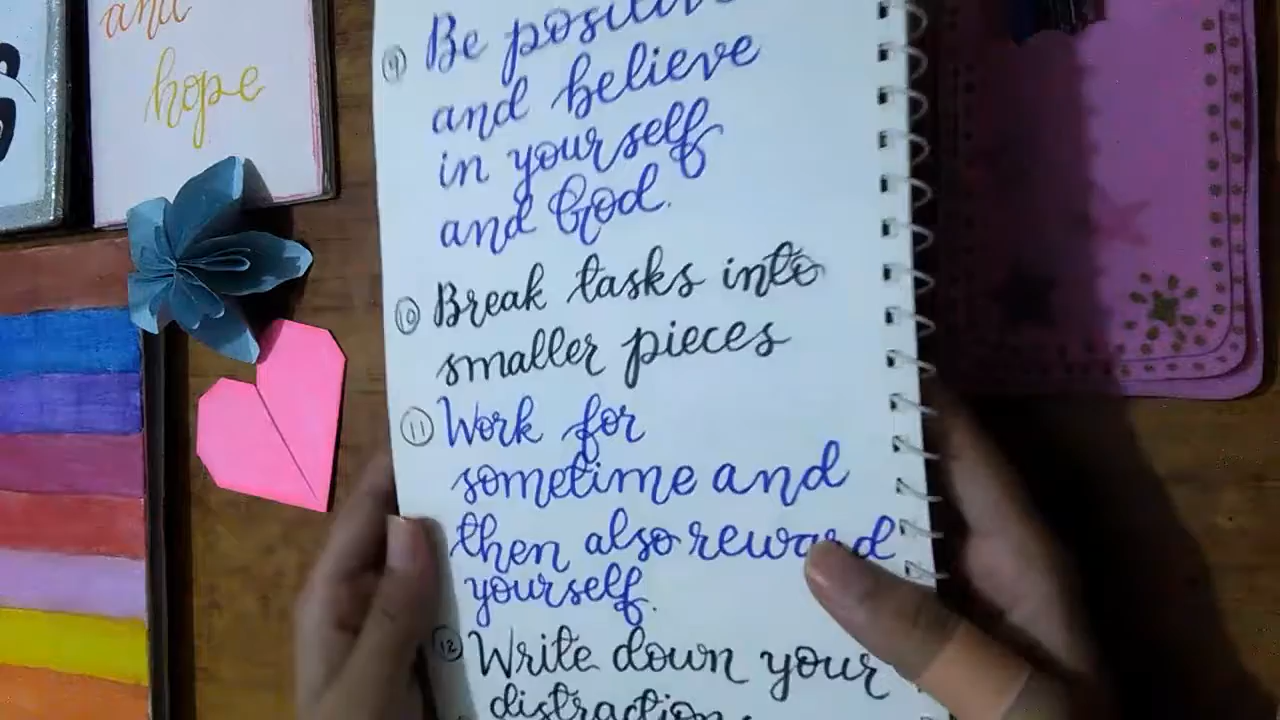 and
hope
9 Be positive
and believe
in yourself
and God.
10 Break tasks into
smaller pieces
11 Work for
sometime and
then also reward
yourself.
12 Write down your
distraction